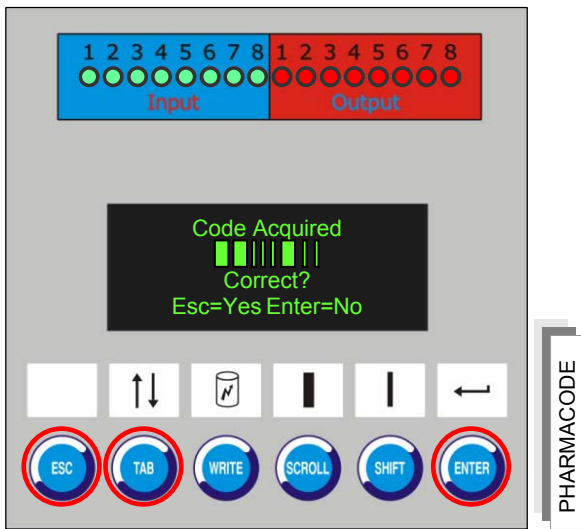 1 2 3 4 5 6 7 8 1 2 3 4 5 6 7 8
Input Output
Code Acquired
Correct?
Esc=Yes Enter=No
ESC TAB WRITE SCROLL SHIFT ENTER
PHARMACODE